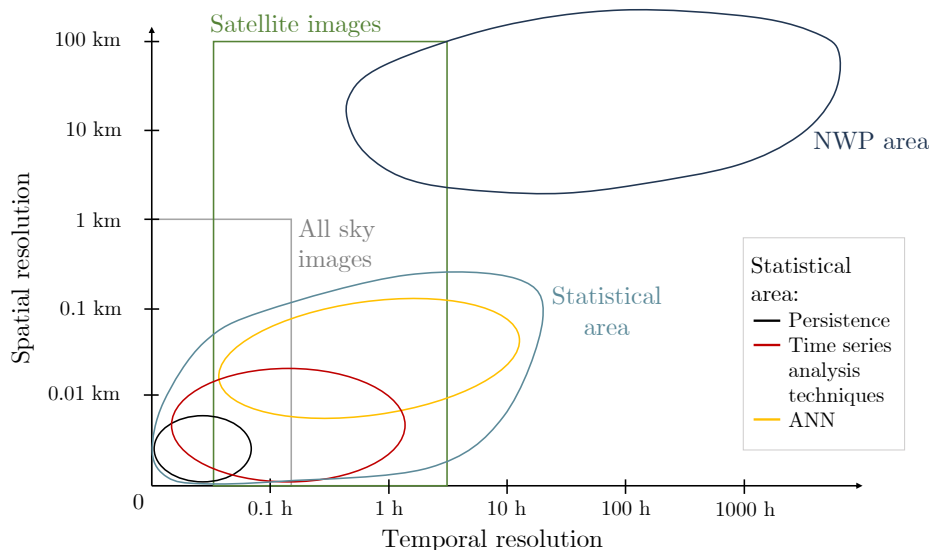 Satellite images
100 km
10 km
NWP area
1 km
All sky
images
Spatial resolution
Statistical
area:
Persistence
Time series
analysis
techniques
ANN
Statistical
area
0.1 km
0.01 km
0
0.1 h
1 h
10 h
100 h
1000 h
Temporal resolution